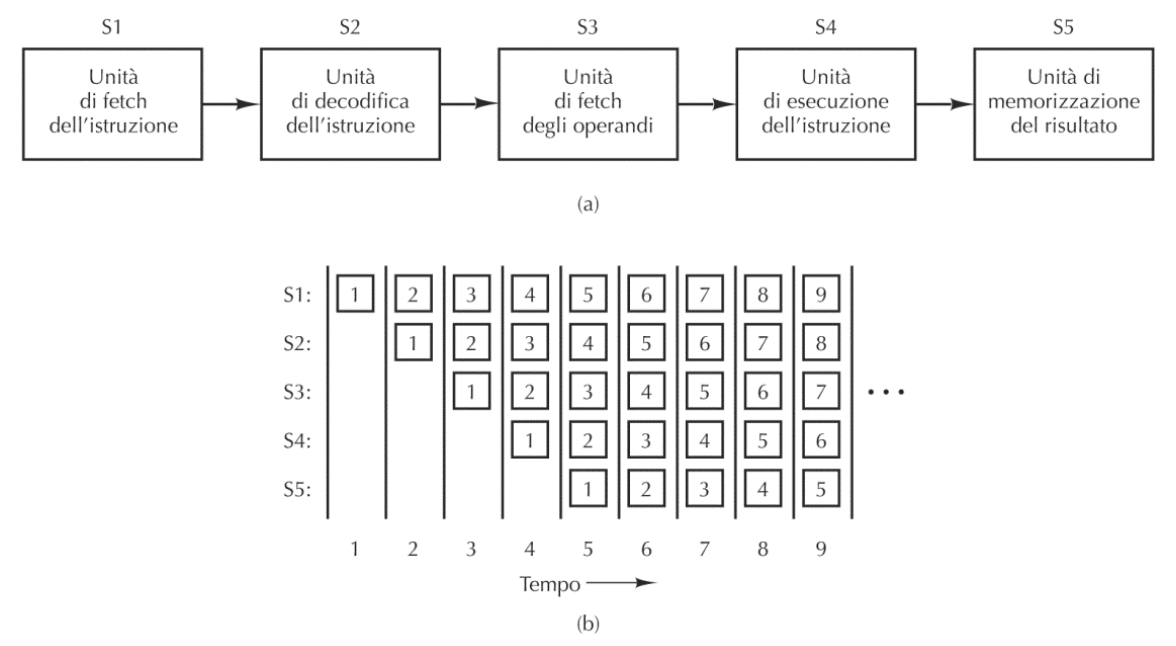 S1 S2 S3 S4 S5
Unità Unità Unità Unità Unità di
di fetch di decodifica di fetch di esecuzione memorizzazione
dell'istruzione dell'istruzione degli operandi dell'istruzione del risultato
(a)
S1: 1 2 3 4 5 6 7 8 9
S2: 1 2 3 4 5 6 7 8
S3: 1 2 3 4 5 6 7 • • •
S4: 1 2 3 4 5 6
S5: 1 2 3 4 5
1 2 3 4 5 6 7 8 9
Tempo
(b)